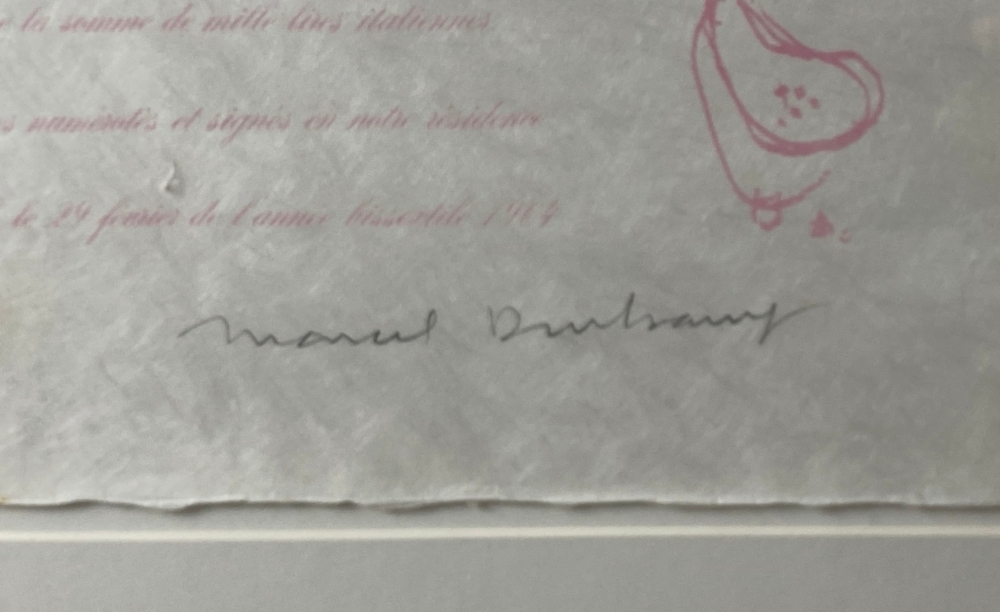 la somme de mille lires italiennes
numérotés et signés en notre résidence
le 29 février de l'année bissextile 1964
Marcel Duchamp